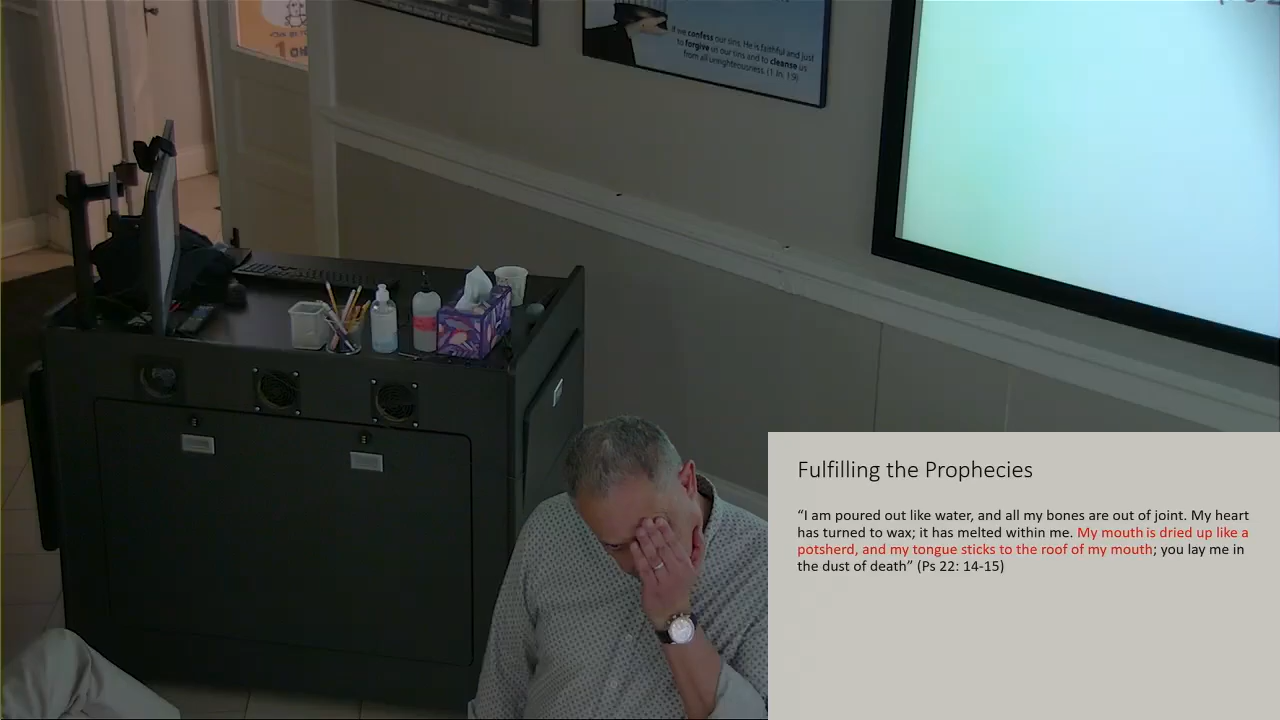 If we confess our sins, He is faithful and just
to forgive us our sins and to cleanse us
from all unrighteousness. (1 Jn. 1:9)
1
Fulfilling the Prophecies
“I am poured out like water, and all my bones are out of joint. My heart
has turned to wax; it has melted within me. My mouth is dried up like a
potsherd, and my tongue sticks to the roof of my mouth; you lay me in
the dust of death” (Ps 22: 14-15)